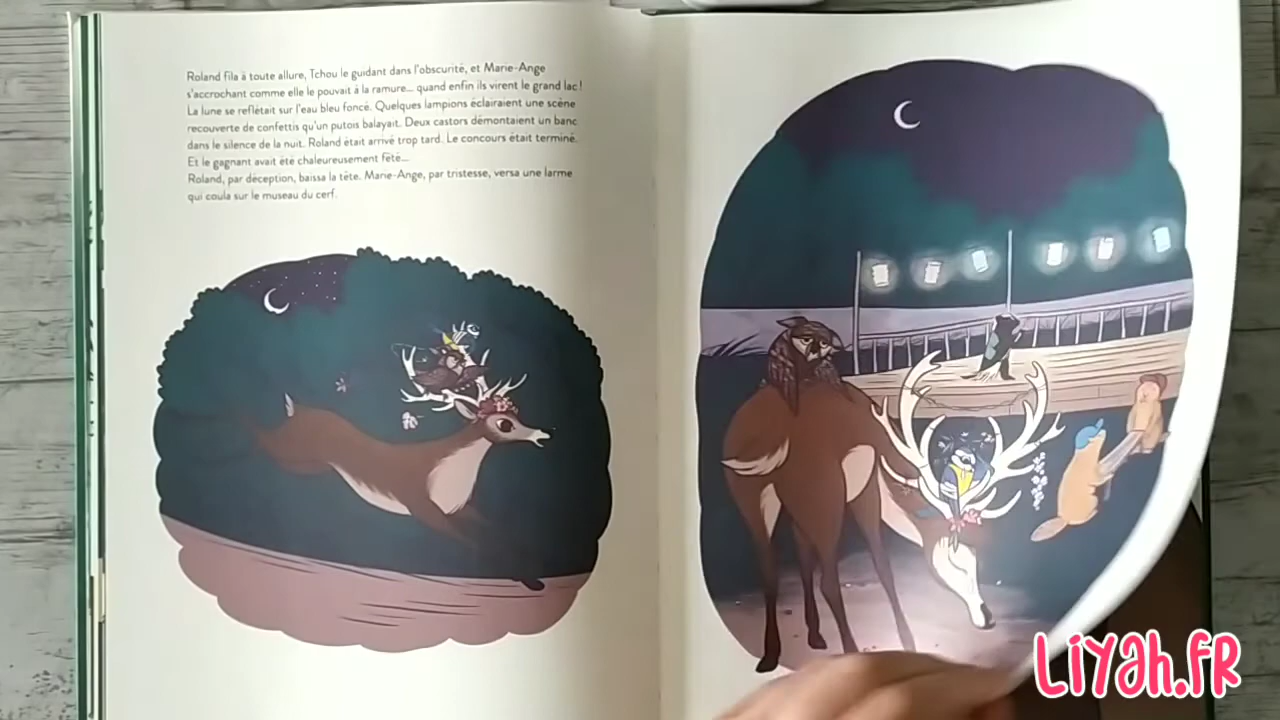 Roland fila à toute allure, Tchou le guidant dans l'obscurité, et Marie-Ange
s'accrochant comme elle le pouvait à la ramure... quand enfin ils virent le grand lac !
La lune se reflétait sur l'eau bleu foncé. Quelques lampions éclairaient une scène
recouverte de confettis qu'un putois balayait. Deux castors démontaient un banc
dans le silence de la nuit. Roland était arrivé trop tard. Le concours était terminé.
Et le gagnant avait été chaleureusement fêté...
Roland, par déception, baissa la tête. Marie-Ange, par tristesse, versa une larme
qui coula sur le museau du cerf.
LiYaH.FR